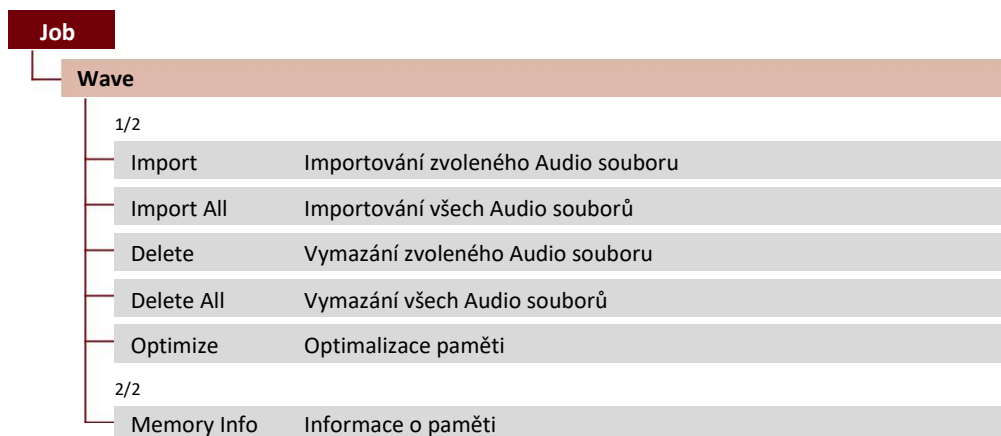 Job
Wave
1/2
Import Importování zvoleného Audio souboru
Import All Importování všech Audio souborů
Delete Vymazání zvoleného Audio souboru
Delete All Vymazání všech Audio souborů
Optimize Optimalizace paměti
2/2
Memory Info Informace o paměti